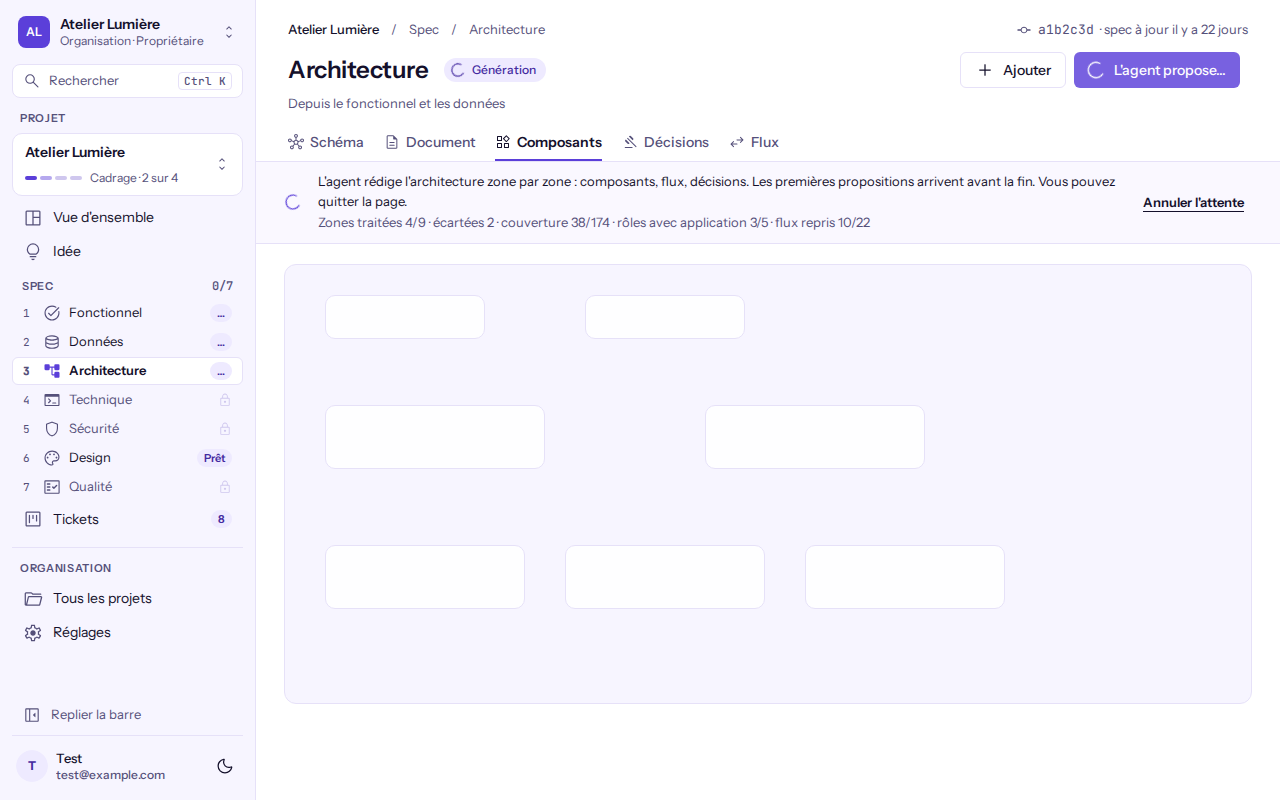 AL
Atelier Lumière
Organisation · Propriétaire
Rechercher
Ctrl K
PROJET
Atelier Lumière
Cadrage · 2 sur 4
Vue d'ensemble
Idée
SPEC 0/7
1 Fonctionnel ...
2 Données ...
3 Architecture ...
4 Technique
5 Sécurité
6 Design Prêt
7 Qualité
Tickets 8
ORGANISATION
Tous les projets
Réglages
Replier la barre
T
Test
test@example.com
Atelier Lumière / Spec / Architecture
a1b2c3d · spec à jour il y a 22 jours
Architecture
Génération
Ajouter
L'agent propose...
Depuis le fonctionnel et les données
Schéma
Document
Composants
Décisions
Flux
L'agent rédige l'architecture zone par zone : composants, flux, décisions. Les premières propositions arrivent avant la fin. Vous pouvez
quitter la page.
Zones traitées 4/9 · écartées 2 · couverture 38/174 · rôles avec application 3/5 · flux repris 10/22
Annuler l'attente